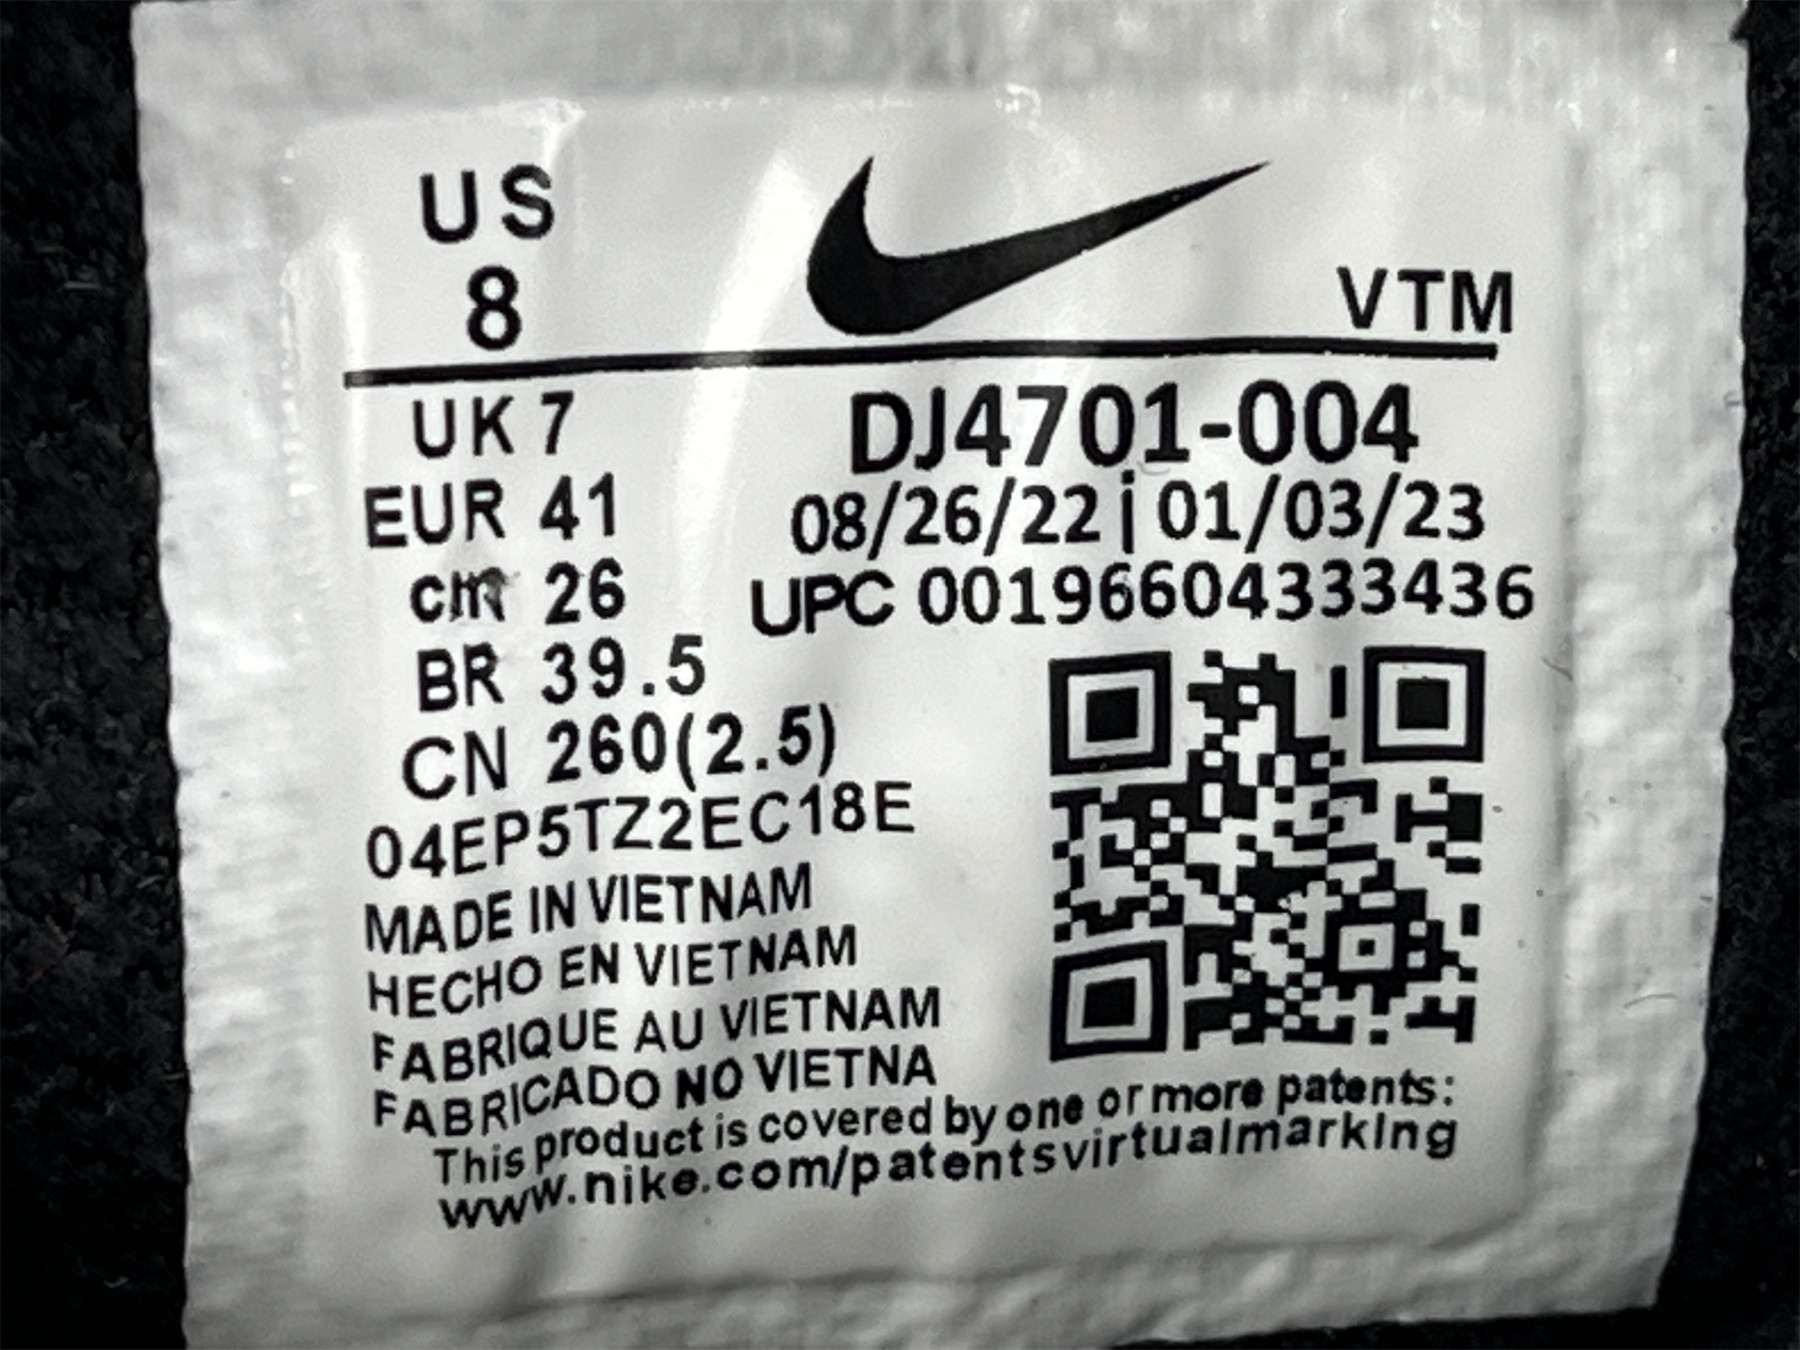 US
8
VTM
UK 7
EUR 41
cm 26
BR 39.5
CN 260(2.5)
04EP5TZ2EC18E
DJ4701-004
08/26/22 | 01/03/23
UPC 00196604333436
MADE IN VIETNAM
HECHO EN VIETNAM
FABRIQUE AU VIETNAM
FABRICADO NO VIETNA
This product is covered by one or more patents:
www.nike.com/patentsvirtualmarking